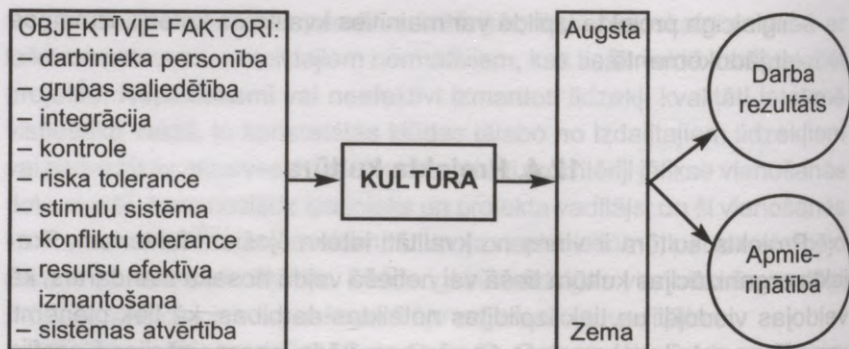 OBJEKTĪVIE FAKTORI:
– darbinieka personība
– grupas saliedētība
– integrācija
– kontrole
– riska tolerance
– stimulu sistēma
– konfliktu tolerance
– resursu efektīva
izmantošana
– sistēmas atvērtība
KULTŪRA
Augsta
Zema
Darba
rezultāts
Apmie-
rinātība